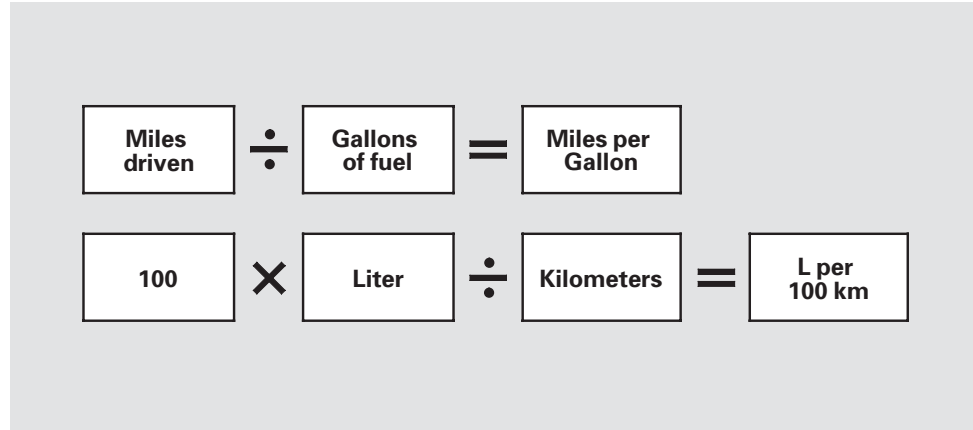 Miles driven ÷ Gallons of fuel = Miles per Gallon
100 × Liter ÷ Kilometers = L per 100 km